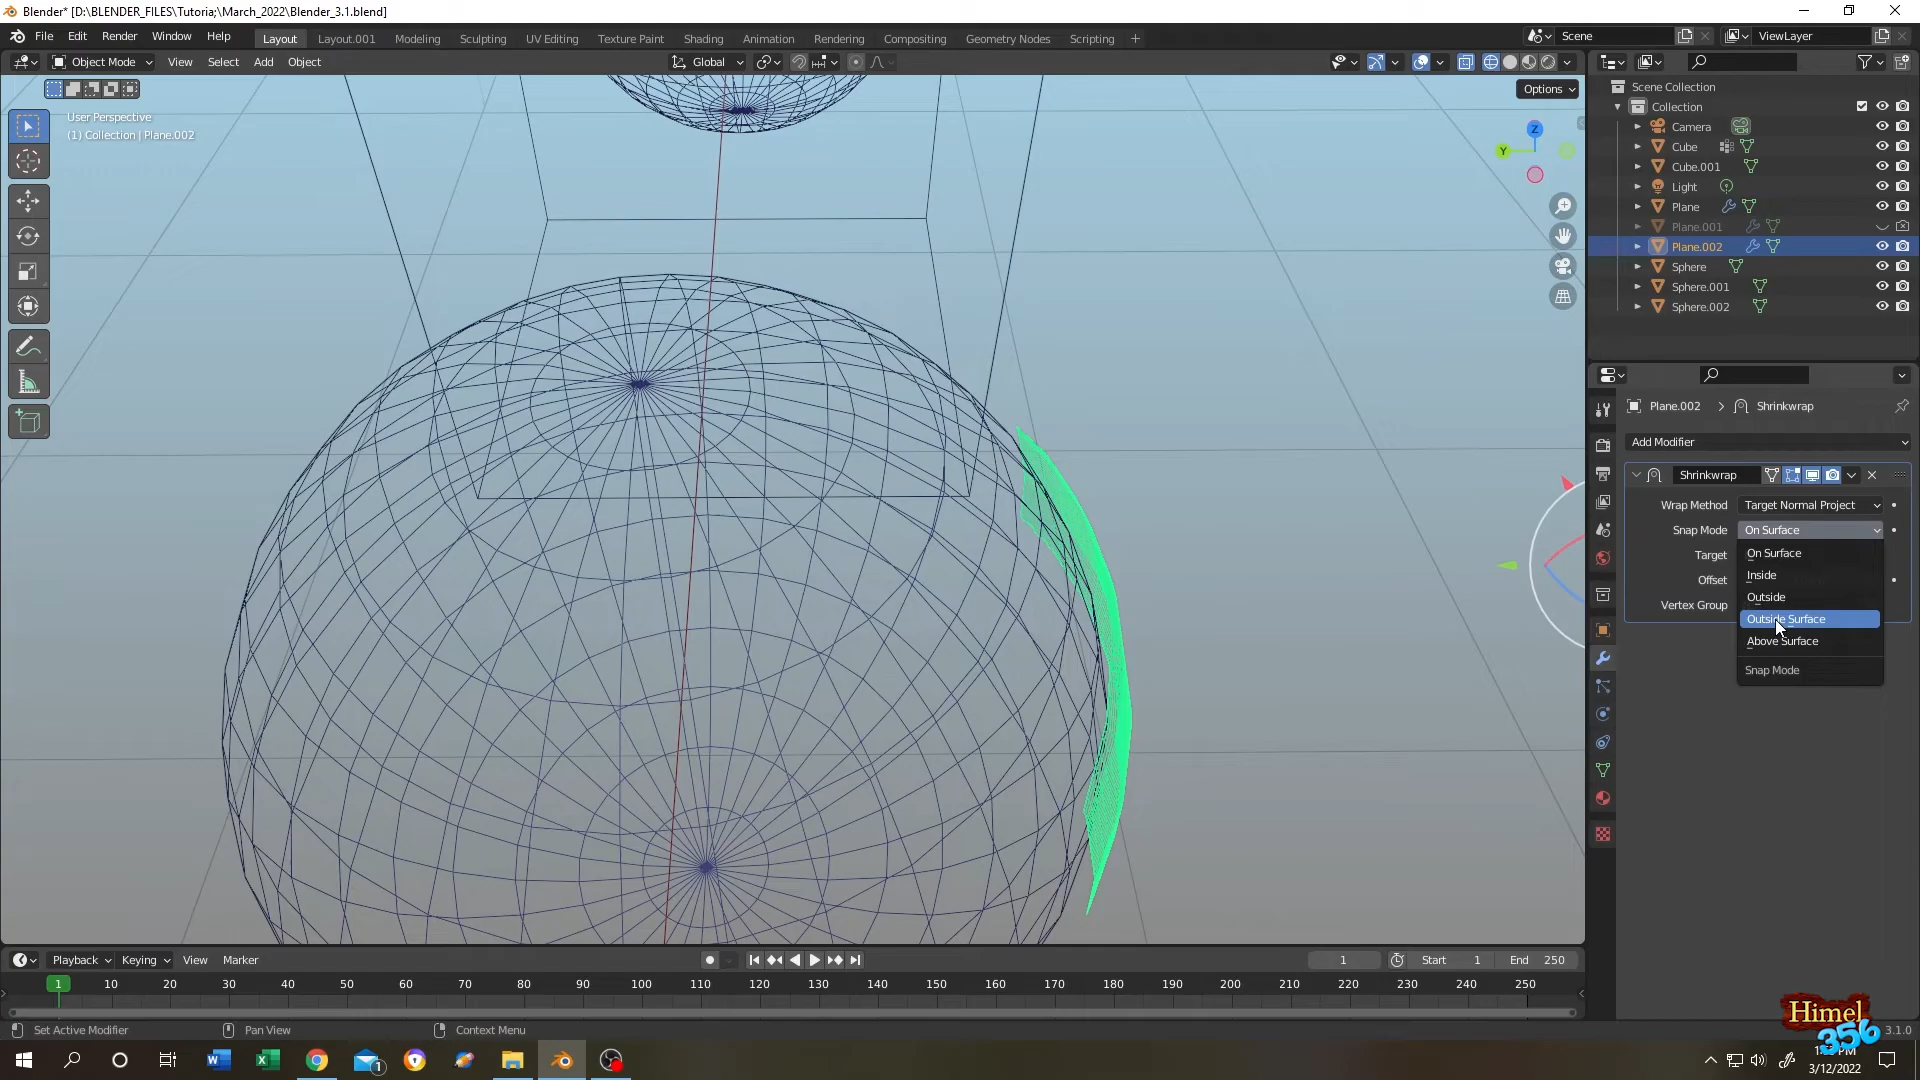 Blender* [D:\BLENDER_FILES\Tutoria;\March_2022\Blender_3.1.blend]
File Edit Render Window Help Layout Layout.001 Modeling Sculpting UV Editing Texture Paint Shading Animation Rendering Compositing Geometry Nodes Scripting + Scene ViewLayer
Object Mode View Select Add Object Global
Options
User Perspective
(1) Collection | Plane.002
Z
Y
Scene Collection
Collection
Camera
Cube
Cube.001
Light
Plane
Plane.001
Plane.002
Sphere
Sphere.001
Sphere.002
Plane.002 > Shrinkwrap
Add Modifier
Shrinkwrap
Wrap Method Target Normal Project
Snap Mode On Surface
Target
Offset
Vertex Group
On Surface
Inside
Outside
Outside Surface
Above Surface
Snap Mode
Playback Keying View Marker 1 Start 1 End 250
1 10 20 30 40 50 60 70 80 90 100 110 120 130 140 150 160 170 180 190 200 210 220 230 240 250
Set Active Modifier Pan View Context Menu 3.1.0
Himel
356
1
PM
3/12/2022